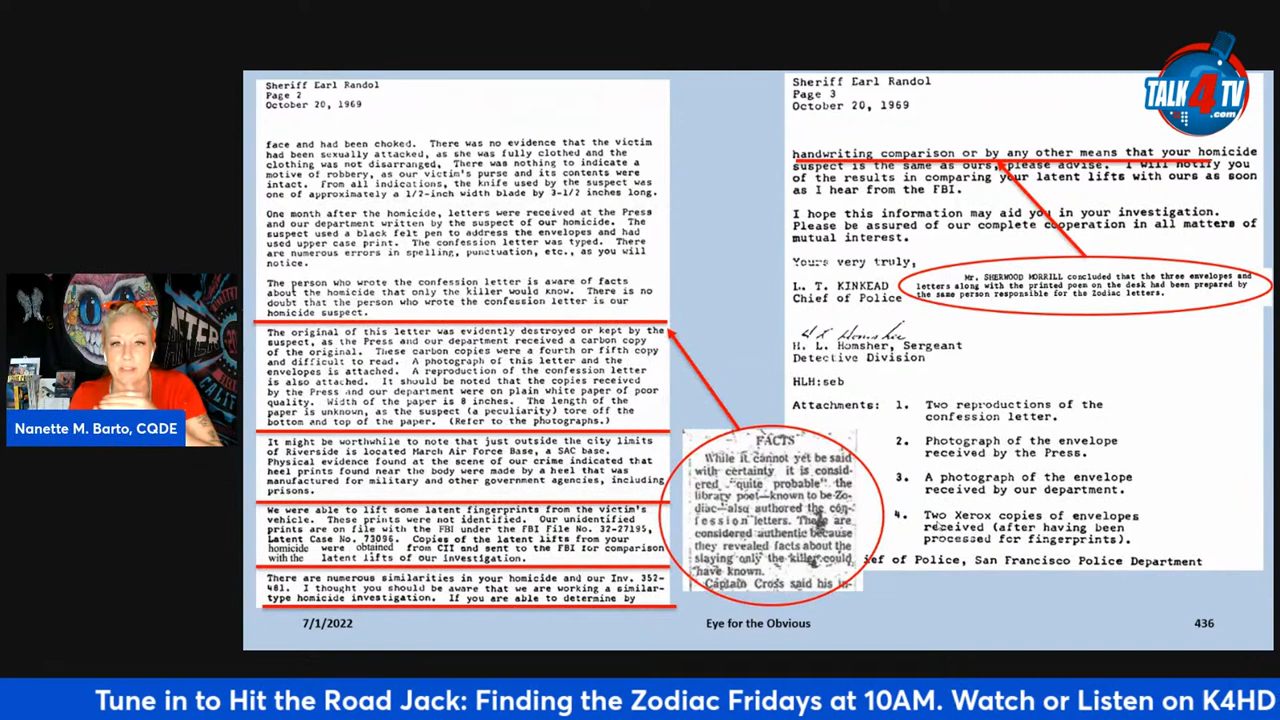 Sheriff Earl Randol
Page 2
October 20, 1969
face and had been choked. There was no evidence that the victim
had been sexually attacked, as she was fully clothed and the
clothing was not disarranged. There was nothing to indicate a
motive of robbery, as our victim's purse and its contents were
intact. From all indications, the knife used by the suspect was
one of approximately a 1/2-inch width blade by 3-1/2 inches long.
One month after the homicide, letters were received at the Press
and our department written by the suspect of our homicide. The
suspect used a black felt pen to address the envelopes and had
used upper case print. The confession letter was typed. There
are numerous errors in spelling, punctuation, etc., as you will
notice.
The person who wrote the confession letter is aware of facts
about the homicide that only the killer would know. There is no
doubt that the person who wrote the confession letter is our
homicide suspect.
The original of this letter was evidently destroyed or kept by the
suspect, as the Press and our department received a carbon copy
of the original. These carbon copies were a fourth or fifth copy
and difficult to read. A photograph of this letter and the
envelopes is attached. A reproduction of the confession letter
is also attached. It should be noted that the copies received
by the Press and our department were on plain white paper of poor
quality. Width of the paper is 8 inches. The length of the
paper is unknown, as the suspect (a peculiarity) tore off the
bottom and top of the paper. (Refer to the photographs.)
It might be worthwhile to note that just outside the city limits
of Riverside is located March Air Force Base, a SAC base.
Physical evidence found at the scene of our crime indicated that
heel prints found near the body were made by a heel that was
manufactured for military and other government agencies, including
prisons.
We were able to lift some latent fingerprints from the victim's
vehicle. These prints were not identified. Our unidentified
prints are on file with the FBI under the FBI File No. 32-27195,
Latent Case No. 73096. Copies of the latent lifts from your
homicide were obtained from CII and sent to the FBI for comparison
with the latent lifts of our investigation.
There are numerous similarities in your homicide and our Inv. 352-
481. I thought you should be aware that we are working a similar-
type homicide investigation. If you are able to determine by
FACTS
While it cannot yet be said
with certainty it is consid-
ered "quite probable" the
library poet—known to be Zo-
diac—also authored the con-
fession letters. These are
considered authentic because
they revealed facts about the
slaying only the killer could
have known.
Captain Cross said his in-
Sheriff Earl Randol
Page 3
October 20, 1969
handwriting comparison or by any other means that your homicide
suspect is the same as ours, please advise. I will notify you
of the results in comparing your latent lifts with ours as soon
as I hear from the FBI.
I hope this information may aid you in your investigation.
Please be assured of our complete cooperation in all matters of
mutual interest.
Yours very truly,
L. T. KINKEAD
Chief of Police
Mr. SHERWOOD MORRILL concluded that the three envelopes and
letters along with the printed poem on the desk had been prepared by
the same person responsible for the Zodiac letters.
H. L. Homsher, Sergeant
Detective Division
HLH:seb
Attachments: 1. Two reproductions of the
confession letter.
2. Photograph of the envelope
received by the Press.
3. A photograph of the envelope
received by our department.
4. Two Xerox copies of envelopes
received (after having been
processed for fingerprints).
ief of Police, San Francisco Police Department
7/1/2022
Eye for the Obvious
436
TALK4TV
.com
AFTER
CALIF
Nanette M. Barto, CQDE
Tune in to Hit the Road Jack: Finding the Zodiac Fridays at 10AM. Watch or Listen on K4HD